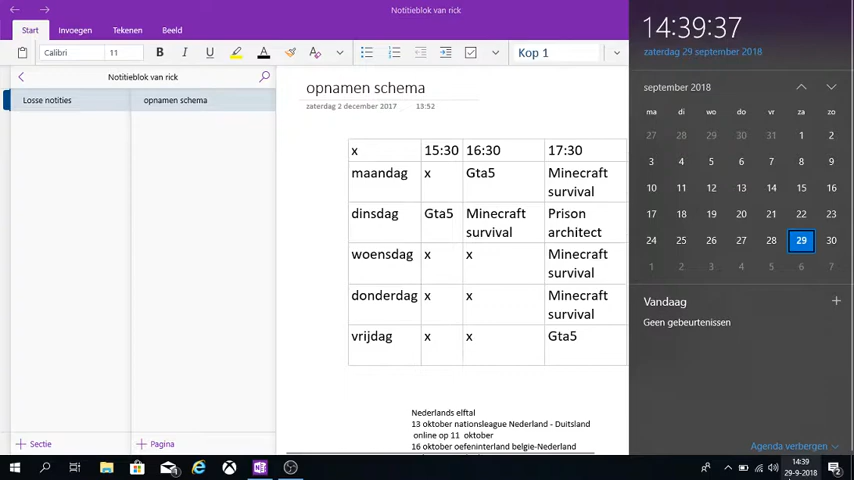 Notitieblok van rick
Start Invoegen Tekenen Beeld
Calibri 11 B I U A A Kop 1
Notitieblok van rick
Losse notities
opnamen schema
opnamen schema
zaterdag 2 december 2017 13:52
x 15:30 16:30 17:30
maandag x Gta5 Minecraft survival
dinsdag Gta5 Minecraft survival Prison architect
woensdag x x Minecraft survival
donderdag x x Minecraft survival
vrijdag x x Gta5
Nederlands elftal
13 oktober nationsleague Nederland - Duitsland
online op 11 oktober
16 oktober oefeninterland belgie-Nederland
+ Sectie
+ Pagina
14:39:37
zaterdag 29 september 2018
september 2018
ma di wo do vr za zo
27 28 29 30 31 1 2
3 4 5 6 7 8 9
10 11 12 13 14 15 16
17 18 19 20 21 22 23
24 25 26 27 28 29 30
1 2 3 4 5 6 7
Vandaag
Geen gebeurtenissen
Agenda verbergen
14:39
29-9-2018
2